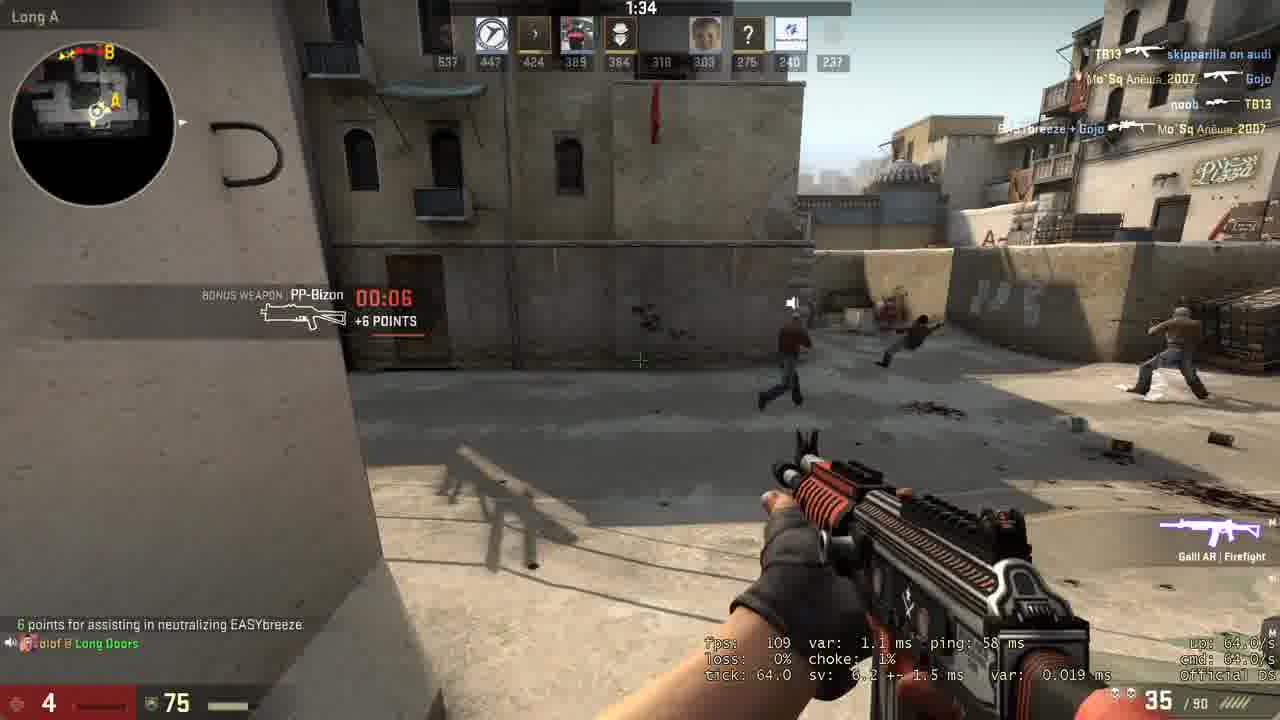 Long A
1:34
B
A
537 447 424 389 384 318 303 275 240 237
?
TB13 skipparilla on audi
Mo`Sq Алёша_2007 Gojo
noob TB13
EASYbreeze + Gojo Mo`Sq Алёша_2007
Pizza
A
BONUS WEAPON PP-Bizon
00:06
+6 POINTS
Galil AR | Firefight
6 points for assisting in neutralizing EASYbreeze
olof @ Long Doors
fps: 109 var: 1.1 ms ping: 58 ms
loss: 0% choke: 1%
tick: 64.0 sv: 6.2 +- 1.5 ms var: 0.019 ms
up: 64.0/s
cmd: 64.0/s
Official DS
4
75
35 / 90